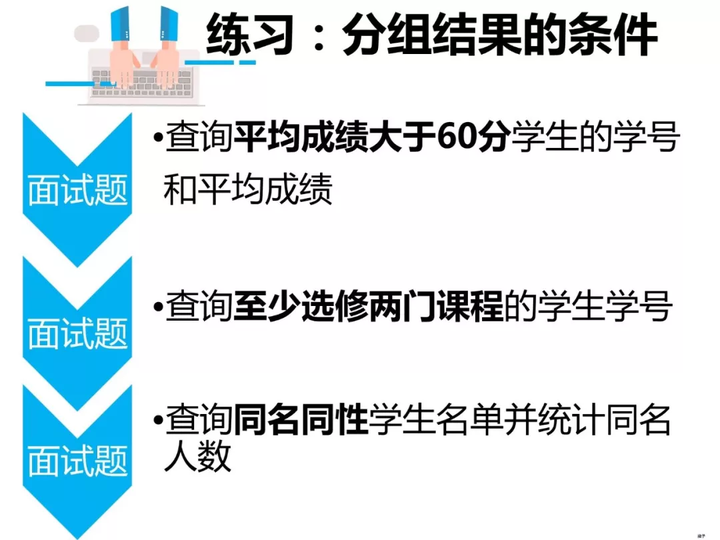 练习：分组结果的条件
•查询平均成绩大于60分学生的学号
和平均成绩
面试题
•查询至少选修两门课程的学生学号
面试题
•查询同名同性学生名单并统计同名
人数
面试题